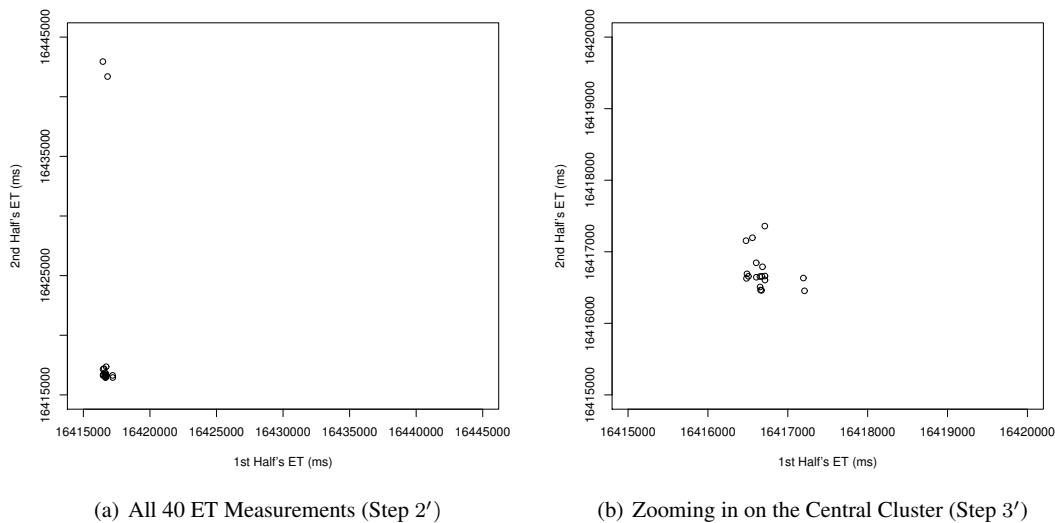 16445000
16435000
16425000
16415000
2nd Half's ET (ms)
16415000 16420000 16425000 16430000 16435000 16440000 16445000
1st Half's ET (ms)
(a) All 40 ET Measurements (Step 2′)
16420000
16419000
16418000
16417000
16416000
16415000
2nd Half's ET (ms)
16415000 16416000 16417000 16418000 16419000 16420000
1st Half's ET (ms)
(b) Zooming in on the Central Cluster (Step 3′)